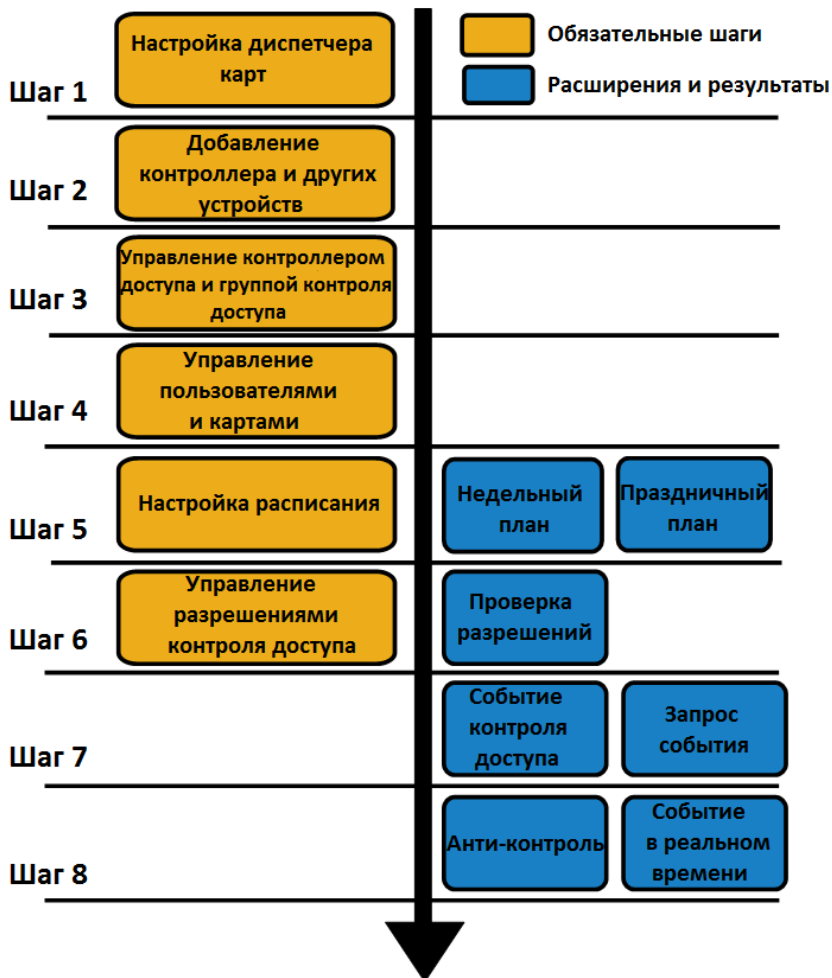 Обязательные шаги
Расширения и результаты
Шаг 1
Настройка диспетчера
карт
Шаг 2
Добавление
контроллера и других
устройств
Шаг 3
Управление контроллером
доступа и группой контроля
доступа
Шаг 4
Управление
пользователями
и картами
Шаг 5
Настройка расписания
Недельный
план
Праздничный
план
Шаг 6
Управление
разрешениями
контроля доступа
Проверка
разрешений
Шаг 7
Событие
контроля
доступа
Запрос
события
Шаг 8
Анти-контроль
Событие
в реальном
времени